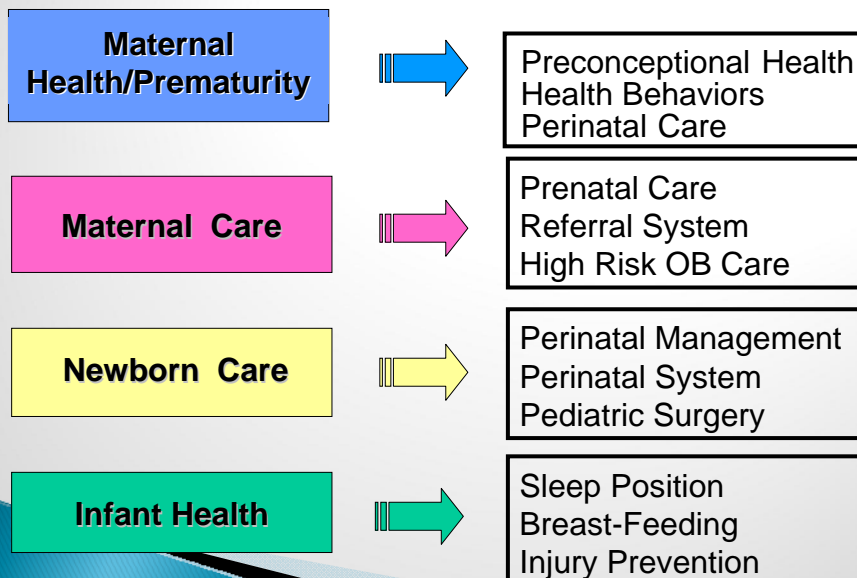 Maternal
Health/Prematurity
Preconceptional Health
Health Behaviors
Perinatal Care
Maternal Care
Prenatal Care
Referral System
High Risk OB Care
Newborn Care
Perinatal Management
Perinatal System
Pediatric Surgery
Infant Health
Sleep Position
Breast-Feeding
Injury Prevention